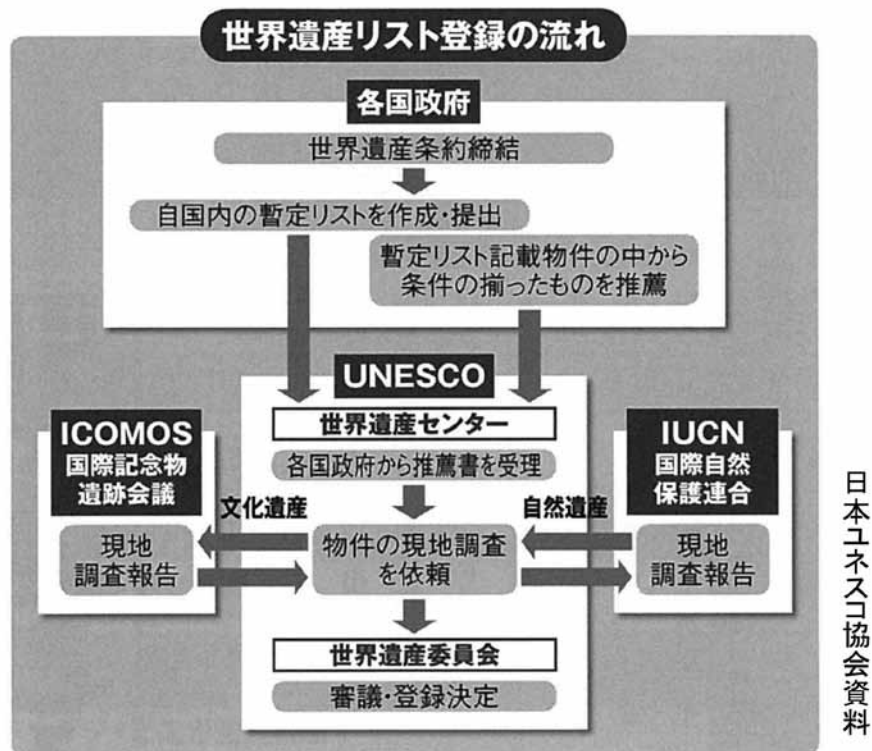 世界遺産リスト登録の流れ
各国政府
世界遺産条約締結
自国内の暫定リストを作成・提出
暫定リスト記載物件の中から
条件の揃ったものを推薦
UNESCO
世界遺産センター
各国政府から推薦書を受理
ICOMOS
国際記念物
遺跡会議
文化遺産
現地
調査報告
物件の現地調査
を依頼
IUCN
国際自然
保護連合
自然遺産
現地
調査報告
世界遺産委員会
審議・登録決定
日本ユネスコ協会資料